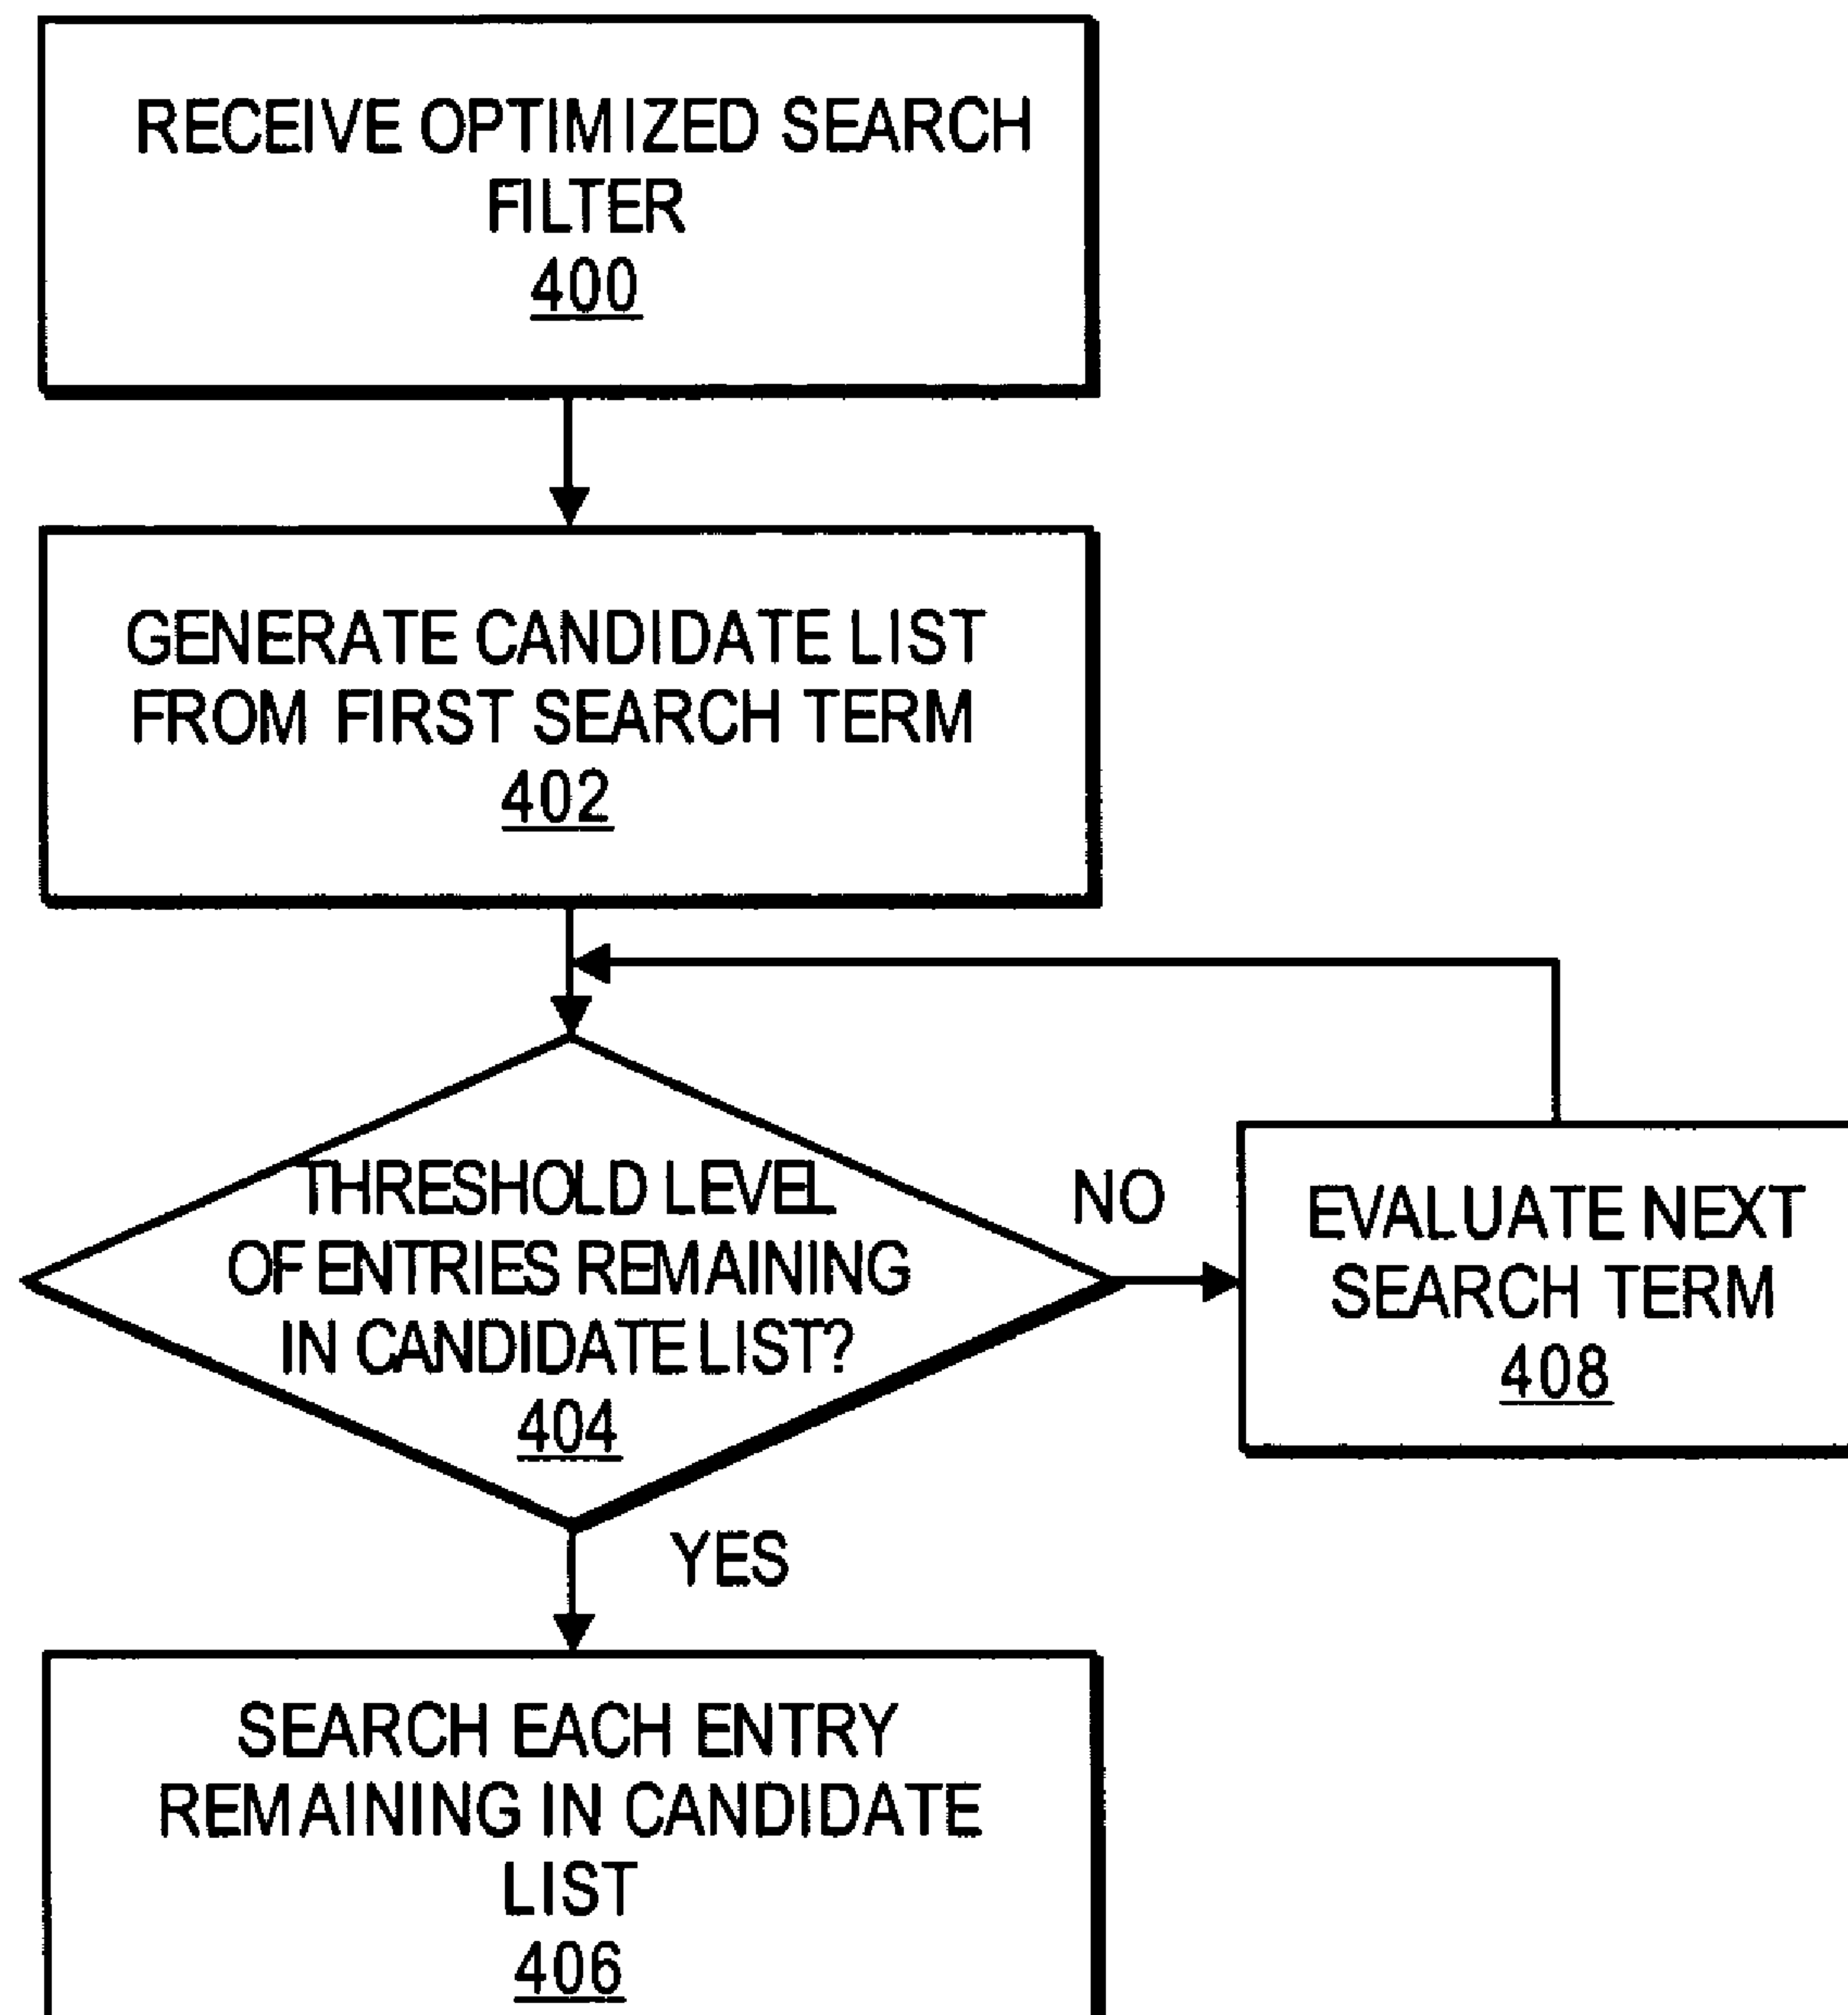 RECEIVE OPTIMIZED SEARCH
FILTER
400
GENERATE CANDIDATE LIST
FROM FIRST SEARCH TERM
402
THRESHOLD LEVEL
OF ENTRIES REMAINING
IN CANDIDATE LIST?
404
NO
EVALUATE NEXT
SEARCH TERM
408
YES
SEARCH EACH ENTRY
REMAINING IN CANDIDATE
LIST
406